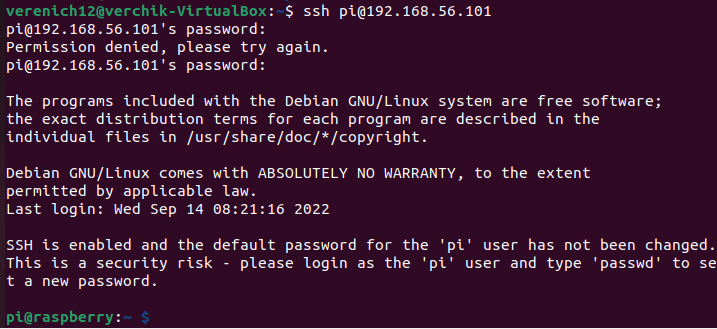 verenich12@verchik-VirtualBox:~$ ssh pi@192.168.56.101
pi@192.168.56.101's password:
Permission denied, please try again.
pi@192.168.56.101's password:
The programs included with the Debian GNU/Linux system are free software;
the exact distribution terms for each program are described in the
individual files in /usr/share/doc/*/copyright.
Debian GNU/Linux comes with ABSOLUTELY NO WARRANTY, to the extent
permitted by applicable law.
Last login: Wed Sep 14 08:21:16 2022
SSH is enabled and the default password for the 'pi' user has not been changed.
This is a security risk - please login as the 'pi' user and type 'passwd' to se
t a new password.
pi@raspberry:~ $